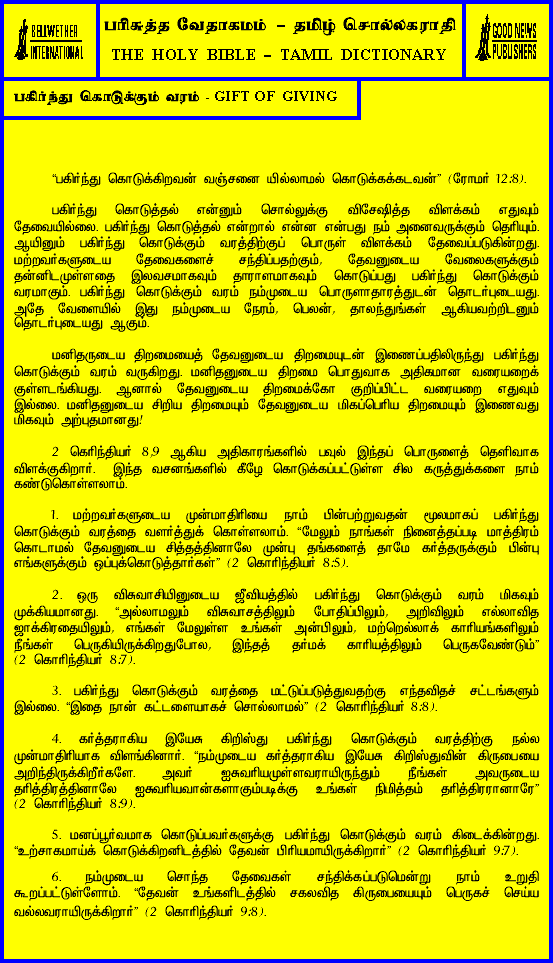 BELLWETHER
INTERNATIONAL
பரிசுத்த வேதாகமம் – தமிழ் சொல்லகராதி
THE HOLY BIBLE – TAMIL DICTIONARY
GOOD NEWS
PUBLISHERS
பகிர்ந்து கொடுக்கும் வரம் - GIFT OF GIVING
“பகிர்ந்து கொடுக்கிறவன் வஞ்சனை யில்லாமல் கொடுக்கக்கடவன்” (ரோமர் 12:8).
பகிர்ந்து கொடுத்தல் என்னும் சொல்லுக்கு விசேஷித்த விளக்கம் எதுவும்
தேவையில்லை. பகிர்ந்து கொடுத்தல் என்றால் என்ன என்பது நம் அனைவருக்கும் தெரியும்.
ஆயினும் பகிர்ந்து கொடுக்கும் வரத்திற்குப் பொருள் விளக்கம் தேவைப்படுகின்றது.
மற்றவர்களுடைய தேவைகளைச் சந்திப்பதற்கும், தேவனுடைய வேலைகளுக்கும்
தன்னிடமுள்ளதை இலவசமாகவும் தாராளமாகவும் கொடுப்பது பகிர்ந்து கொடுக்கும்
வரமாகும். பகிர்ந்து கொடுக்கும் வரம் நம்முடைய பொருளாதாரத்துடன் தொடர்புடையது.
அதே வேளையில் இது நம்முடைய நேரம், பெலன், தாலந்துங்கள் ஆகியவற்றிடனும்
தொடர்புடையது ஆகும்.
மனிதருடைய திறமையைத் தேவனுடைய திறமையுடன் இணைப்பதிலிருந்து பகிர்ந்து
கொடுக்கும் வரம் வருகிறது. மனிதனுடைய திறமை பொதுவாக அதிகமான வரையறைக்
குள்ளடங்கியது. ஆனால் தேவனுடைய திறமைக்கோ குறிப்பிட்ட வரையறை எதுவும்
இல்லை. மனிதனுடைய சிறிய திறமையும் தேவனுடைய மிகப்பெரிய திறமையும் இணைவது
மிகவும் அற்புதமானது!
2 கெரிந்தியர் 8,9 ஆகிய அதிகாரங்களில் பவுல் இந்தப் பொருளைத் தெளிவாக
விளக்குகிறார். இந்த வசனங்களில் கீழே கொடுக்கப்பட்டுள்ள சில கருத்துக்களை நாம்
கண்டுகொள்ளலாம்.
1. மற்றவர்களுடைய முன்மாதிரியை நாம் பின்பற்றுவதன் மூலமாகப் பகிர்ந்து
கொடுக்கும் வரத்தை வளர்த்துக் கொள்ளலாம். “மேலும் நாங்கள் நினைத்தப்படி மாத்திரம்
கொடாமல் தேவனுடைய சித்தத்தினாலே முன்பு தங்களைத் தாமே கர்த்தருக்கும் பின்பு
எங்களுக்கும் ஒப்புக்கொடுத்தார்கள்” (2 கொரிந்தியர் 8:5).
2. ஒரு விசுவாசியினுடைய ஜீவியத்தில் பகிர்ந்து கொடுக்கும் வரம் மிகவும்
முக்கியமானது. “அல்லாமலும் விசுவாசத்திலும் போதிப்பிலும், அறிவிலும் எல்லாவித
ஜாக்கிரதையிலும், எங்கள் மேலுள்ள உங்கள் அன்பிலும், மற்றெல்லாக் காரியங்களிலும்
நீங்கள் பெருகியிருக்கிறதுபோல, இந்தத் தர்மக் காரியத்திலும் பெருகவேண்டும்”
(2 கொரிந்தியர் 8:7).
3. பகிர்ந்து கொடுக்கும் வரத்தை மட்டுப்படுத்துவதற்கு எந்தவிதச் சட்டங்களும்
இல்லை. “இதை நான் கட்டளையாகச் சொல்லாமல்” (2 கொரிந்தியர் 8:8).
4. கர்த்தராகிய இயேசு கிறிஸ்து பகிர்ந்து கொடுக்கும் வரத்திற்கு நல்ல
முன்மாதிரியாக விளங்கினார். “நம்முடைய கர்த்தராகிய இயேசு கிறிஸ்துவின் கிருபையை
அறிந்திருக்கிறீர்களே. அவர் ஐசுவரியமுள்ளவராயிருந்தும் நீங்கள் அவருடைய
தரித்திரத்தினாலே ஐசுவரியவான்களாகும்படிக்கு உங்கள் நிமித்தம் தரித்திரரானாரே”
(2 கொரிந்தியர் 8:9).
5. மனப்பூர்வமாக கொடுப்பவர்களுக்கு பகிர்ந்து கொடுக்கும் வரம் கிடைக்கின்றது.
“உற்சாகமாய்க் கொடுக்கிறனிடத்தில் தேவன் பிரியமாயிருக்கிறார்” (2 கொரிந்தியர் 9:7).
6. நம்முடைய சொந்த தேவைகள் சந்திக்கப்படுமென்று நாம் உறுதி
கூறப்பட்டுள்ளோம். “தேவன் உங்களிடத்தில் சகலவித கிருபையையும் பெருகச் செய்ய
வல்லவராயிருக்கிறார்” (2 கொரிந்தியர் 9:8).